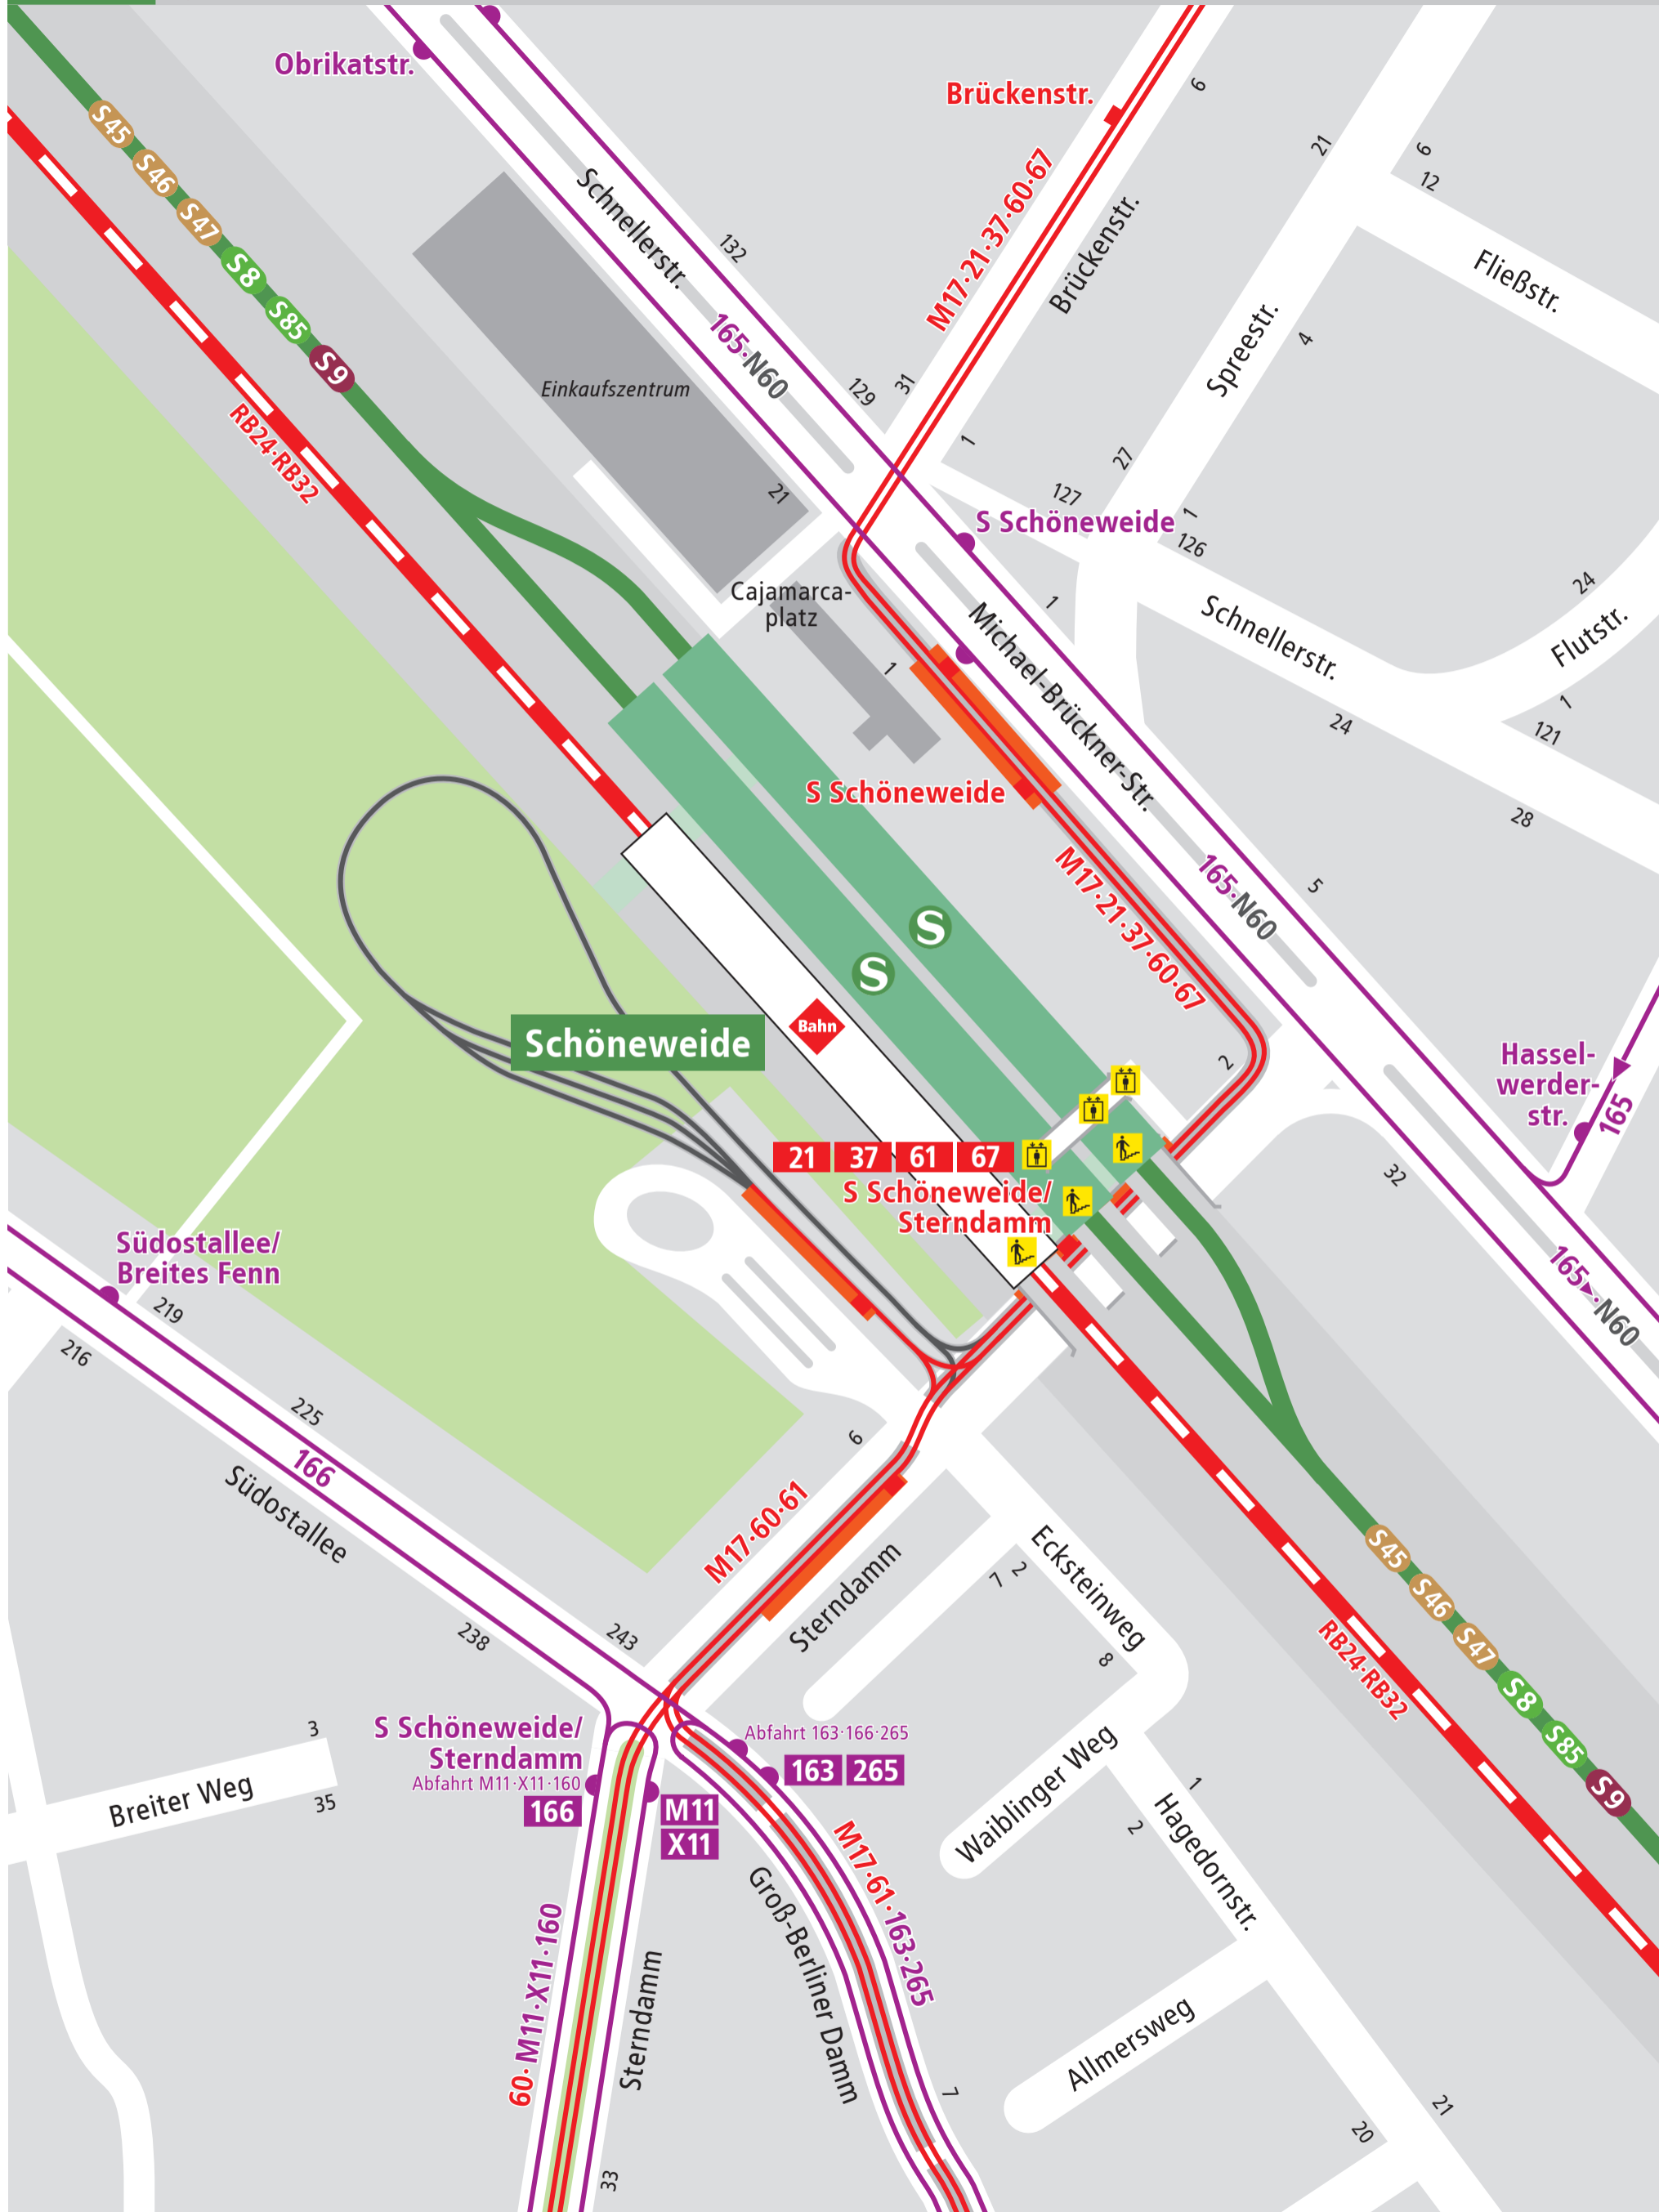 Obrikatstr.
Brückenstr.
S45
S46
S47
S8
S85
S9
RB24·RB32
Schnellerstr.
132
165·N60
129
31
M17·21·37·60·67
Brückenstr.
6
21
6
12
Fließstr.
Spreestr.
4
Einkaufszentrum
21
1
27
127
1
126
S Schöneweide
Cajamarca-
platz
1
1
Michael-Brückner-Str.
Schnellerstr.
24
Flutstr.
1
121
24
28
S Schöneweide
M17·21·37·60·67
165·N60
5
S
S
Bahn
Schöneweide
2
Hassel-
werder-
str.
165
32
165
N60
21
37
61
67
S Schöneweide/
Sterndamm
Südostallee/
Breites Fenn
219
216
225
166
Südostallee
238
243
6
M17·60·61
Sterndamm
7
2
Ecksteinweg
8
S45
S46
S47
S8
S85
S9
RB24·RB32
S Schöneweide/
Sterndamm
Abfahrt M11·X11·160
166
M11
X11
Abfahrt 163·166·265
163
265
3
Breiter Weg
35
Waiblinger Weg
1
2
Hagedornstr.
M17·61·163·265
Groß-Berliner Damm
60·M11·X11·160
Sterndamm
33
7
Allmersweg
21
20